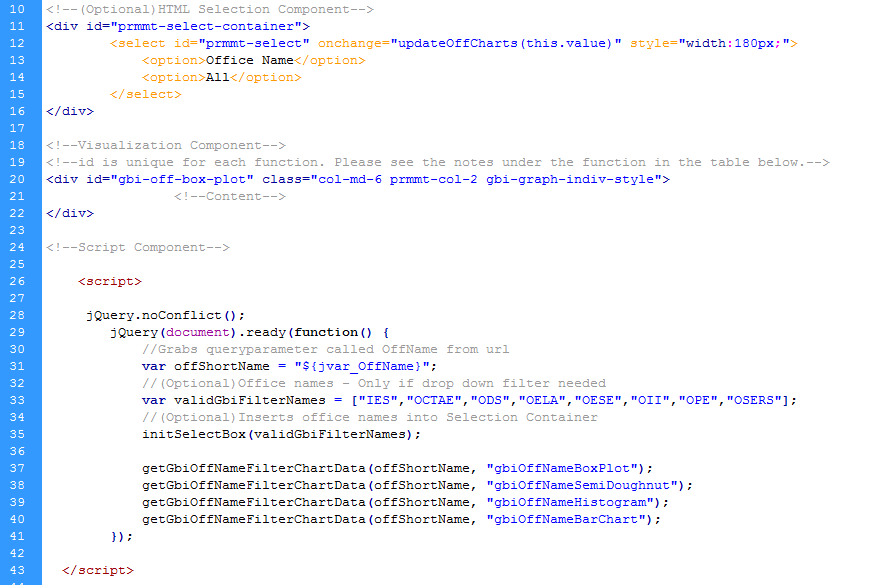 10 <!--(Optional)HTML Selection Component-->
11 <div id="prmmt-select-container">
12         <select id="prmmt-select" onchange="updateOffCharts(this.value)" style="width:180px;">
13             <option>Office Name</option>
14             <option>All</option>
15         </select>
16 </div>
17
18 <!--Visualization Component-->
19 <!--id is unique for each function. Please see the notes under the function in the table below.-->
20 <div id="gbi-off-box-plot" class="col-md-6 prmmt-col-2 gbi-graph-indiv-style">
21                 <!--Content-->
22 </div>
23
24 <!--Script Component-->
25
26     <script>
27
28      jQuery.noConflict();
29         jQuery(document).ready(function() {
30             //Grabs queryparameter called OffName from url
31             var offShortName = "${jvar_OffName}";
32             //(Optional)Office names - Only if drop down filter needed
33             var validGbiFilterNames = ["IES","OCTAE","ODS","OELA","OESE","OII","OPE","OSERS"];
34             //(Optional)Inserts office names into Selection Container
35             initSelectBox(validGbiFilterNames);
36
37             getGbiOffNameFilterChartData(offShortName, "gbiOffNameBoxPlot");
38             getGbiOffNameFilterChartData(offShortName, "gbiOffNameSemiDoughnut");
39             getGbiOffNameFilterChartData(offShortName, "gbiOffNameHistogram");
40             getGbiOffNameFilterChartData(offShortName, "gbiOffNameBarChart");
41         });
42
43   </script>